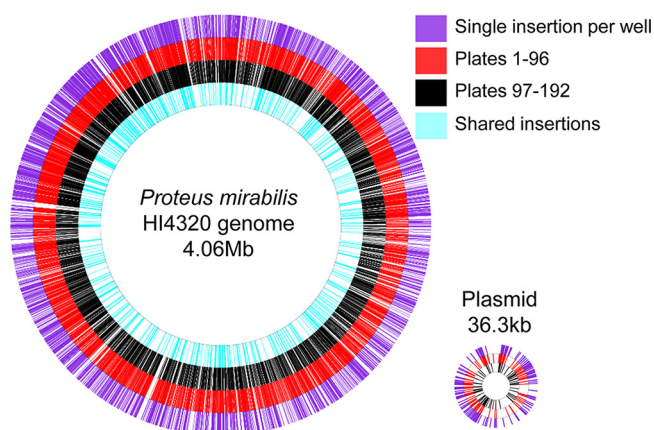 Single insertion per well
Plates 1-96
Plates 97-192
Shared insertions
Proteus mirabilis
HI4320 genome
4.06Mb
Plasmid
36.3kb